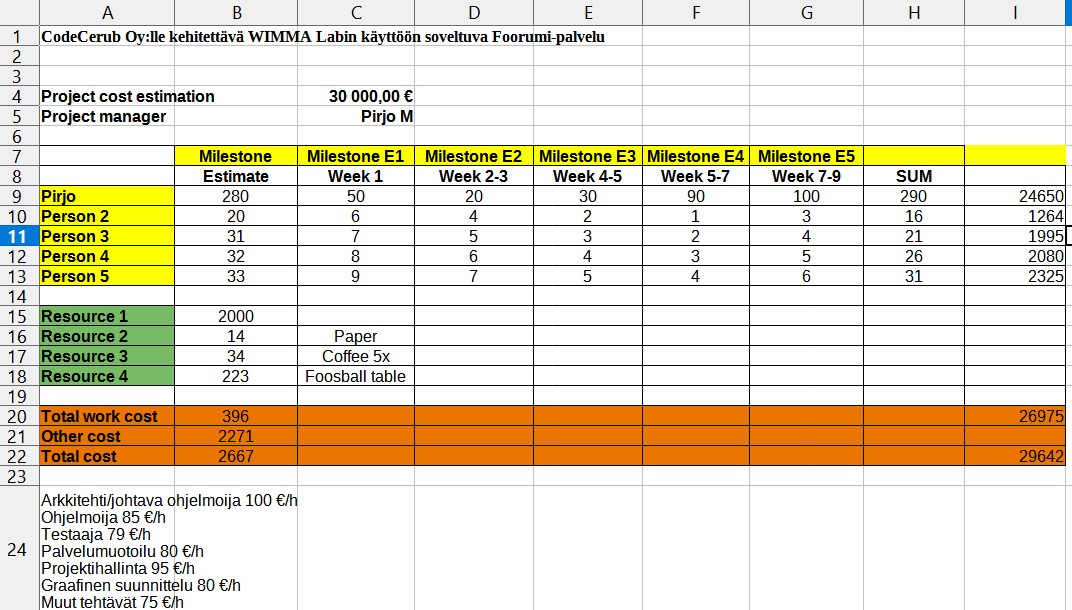 A B C D E F G H I
1 CodeCerub Oy:lle kehitettävä WIMMA Labin käyttöön soveltuva Foorumi-palvelu
2
3
4 Project cost estimation 30 000,00 €
5 Project manager Pirjo M
6
7 Milestone Milestone E1 Milestone E2 Milestone E3 Milestone E4 Milestone E5
8 Estimate Week 1 Week 2-3 Week 4-5 Week 5-7 Week 7-9 SUM
9 Pirjo 280 50 20 30 90 100 290 24650
10 Person 2 20 6 4 2 1 3 16 1264
11 Person 3 31 7 5 3 2 4 21 1995
12 Person 4 32 8 6 4 3 5 26 2080
13 Person 5 33 9 7 5 4 6 31 2325
14
15 Resource 1 2000
16 Resource 2 14 Paper
17 Resource 3 34 Coffee 5x
18 Resource 4 223 Foosball table
19
20 Total work cost 396 26975
21 Other cost 2271
22 Total cost 2667 29642
23
24
Arkkitehti/johtava ohjelmoija 100 €/h
Ohjelmoija 85 €/h
Testaaja 79 €/h
Palvelumuotoilu 80 €/h
Projektihallinta 95 €/h
Graafinen suunnittelu 80 €/h
Muut tehtävät 75 €/h